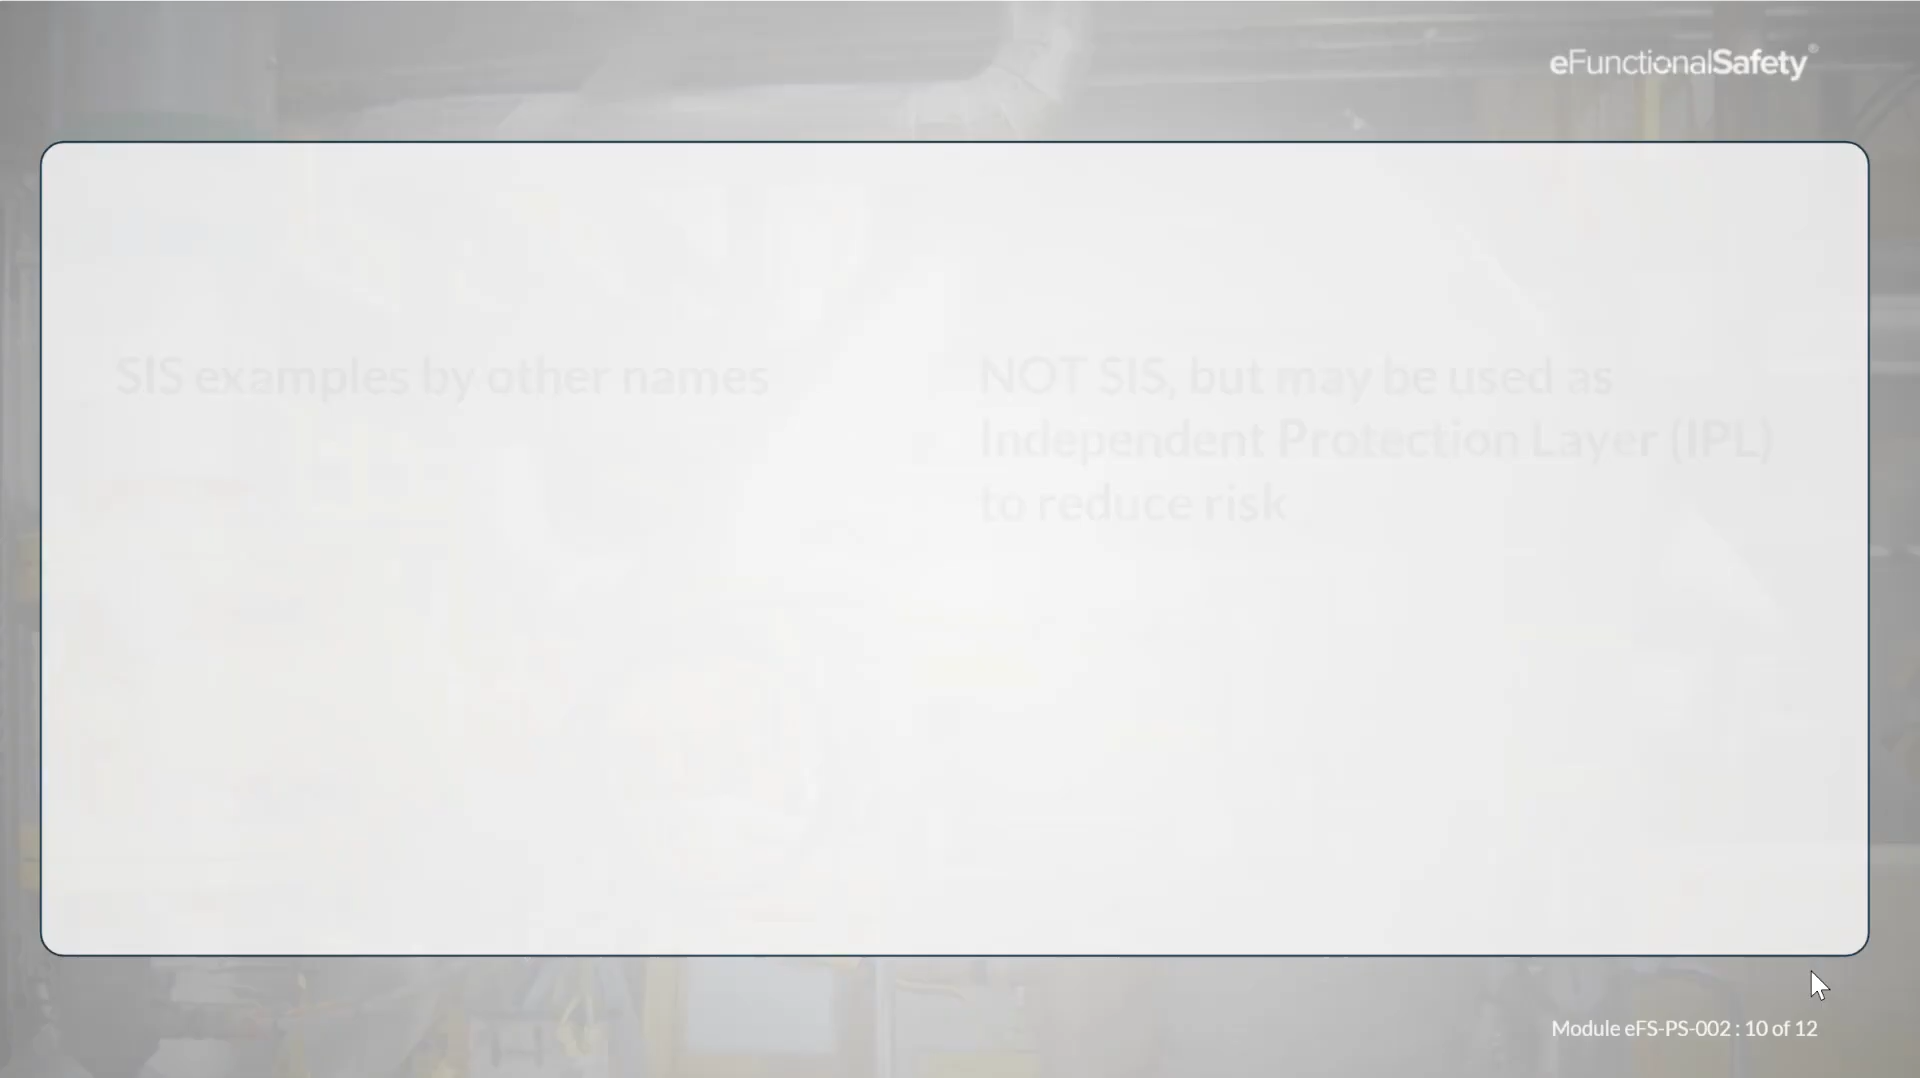 eFunctionalSafety®
SIS examples by other names
NOT SIS, but may be used as
Independent Protection Layer (IPL)
to reduce risk
Module eFS-PS-002 : 10 of 12